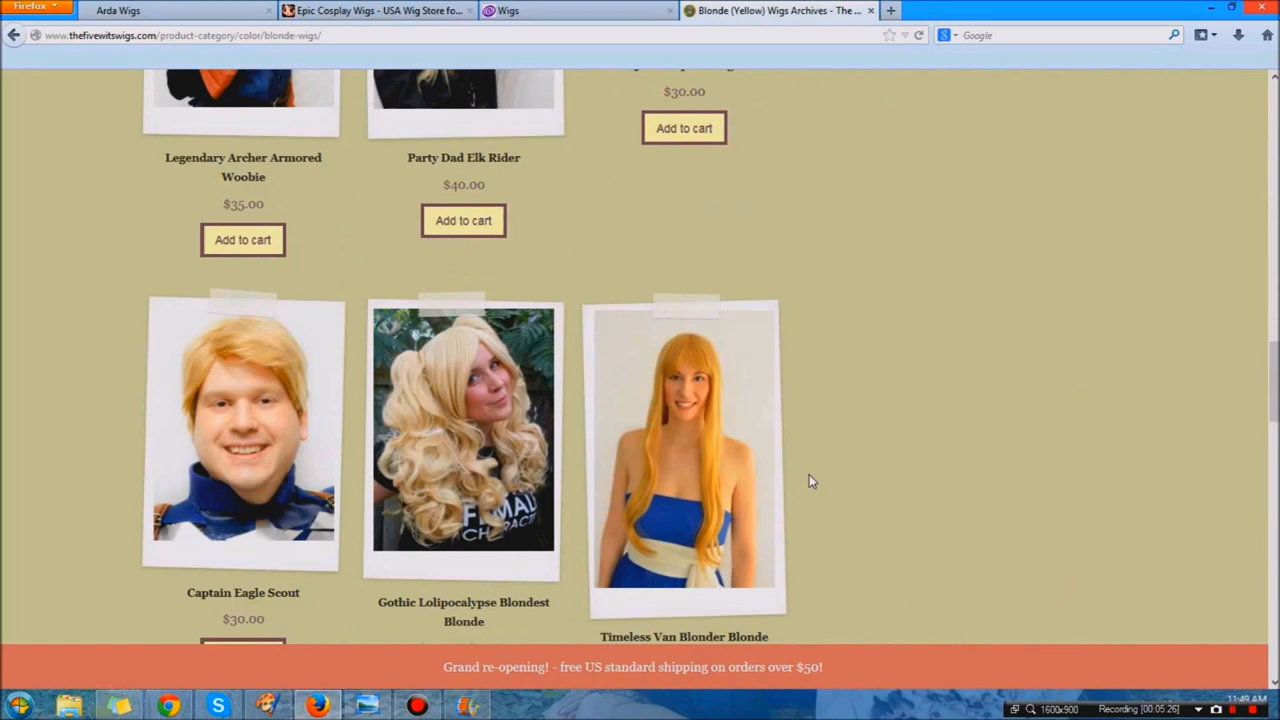 Firefox
Arda Wigs
Epic Cosplay Wigs - USA Wig Store fo...
Wigs
Blonde (Yellow) Wigs Archives - The ...
www.thefivewitswigs.com/product-category/color/blonde-wigs/
Google
$30.00
Add to cart
Legendary Archer Armored
Woobie
$35.00
Add to cart
Party Dad Elk Rider
$40.00
Add to cart
Captain Eagle Scout
$30.00
Gothic Lolipocalypse Blondest
Blonde
Timeless Van Blonder Blonde
Grand re-opening! - free US standard shipping on orders over $50!
11:49 AM
1600x900
Recording [00:05:26]